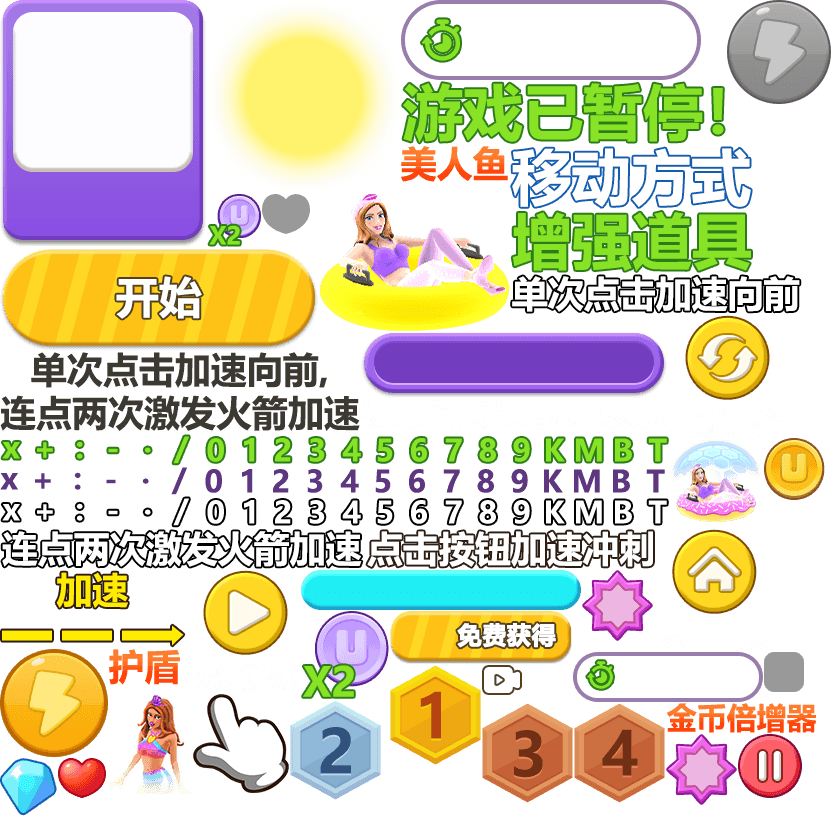 游戏已暂停!
美人鱼
移动方式
U
X2
增强道具
开始
单次点击加速向前
单次点击加速向前,
连点两次激发火箭加速
x + : - · / 0 1 2 3 4 5 6 7 8 9 K M B T
x + : - · / 0 1 2 3 4 5 6 7 8 9 K M B T
U
x + : - · / 0 1 2 3 4 5 6 7 8 9 K M B T
连点两次激发火箭加速
点击按钮加速冲刺
加速
免费获得
U
护盾
X2
1
金币倍增器
2
3
4